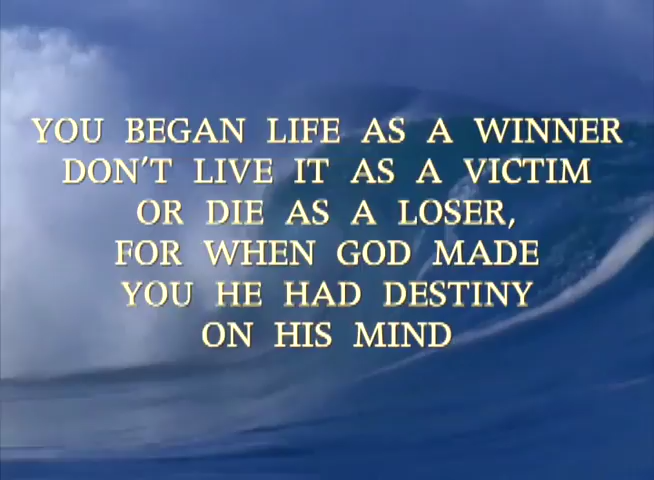 YOU BEGAN LIFE AS A WINNER
DON'T LIVE IT AS A VICTIM
OR DIE AS A LOSER,
FOR WHEN GOD MADE
YOU HE HAD DESTINY
ON HIS MIND